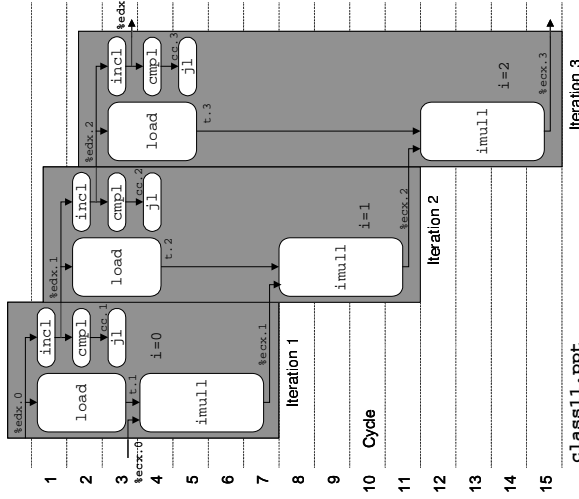 %edx.0
incl
cmpl
cc.1
jl
load
t.1
i=0
%ecx.0
imull
%ecx.1
Iteration 1
%edx.1
incl
cmpl
cc.2
jl
load
t.2
i=1
imull
%ecx.2
Iteration 2
%edx.2
incl
%edx
cmpl
cc.3
jl
load
t.3
i=2
imull
%ecx.3
Iteration 3
1
2
3
4
5
6
7
8
9
10
11
12
13
14
15
Cycle
class11.ppt